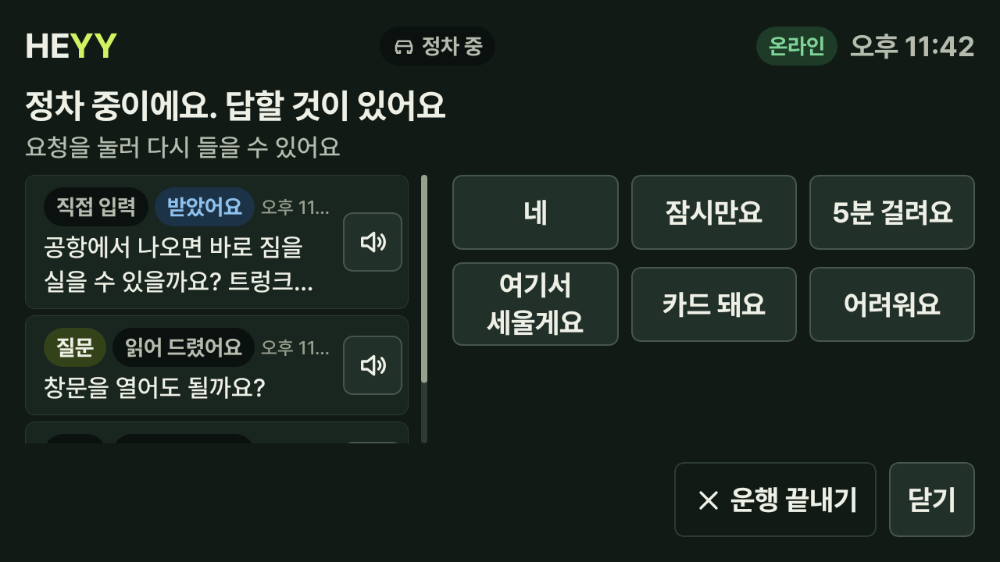 HEYY
정차 중
온라인 오후 11:42
정차 중이에요. 답할 것이 있어요
요청을 눌러 다시 들을 수 있어요
직접 입력 받았어요 오후 11...
공항에서 나오면 바로 짐을
실을 수 있을까요? 트렁크...
질문 읽어 드렸어요 오후 11...
창문을 열어도 될까요?
네
잠시만요
5분 걸려요
여기서
세울게요
카드 돼요
어려워요
운행 끝내기
닫기